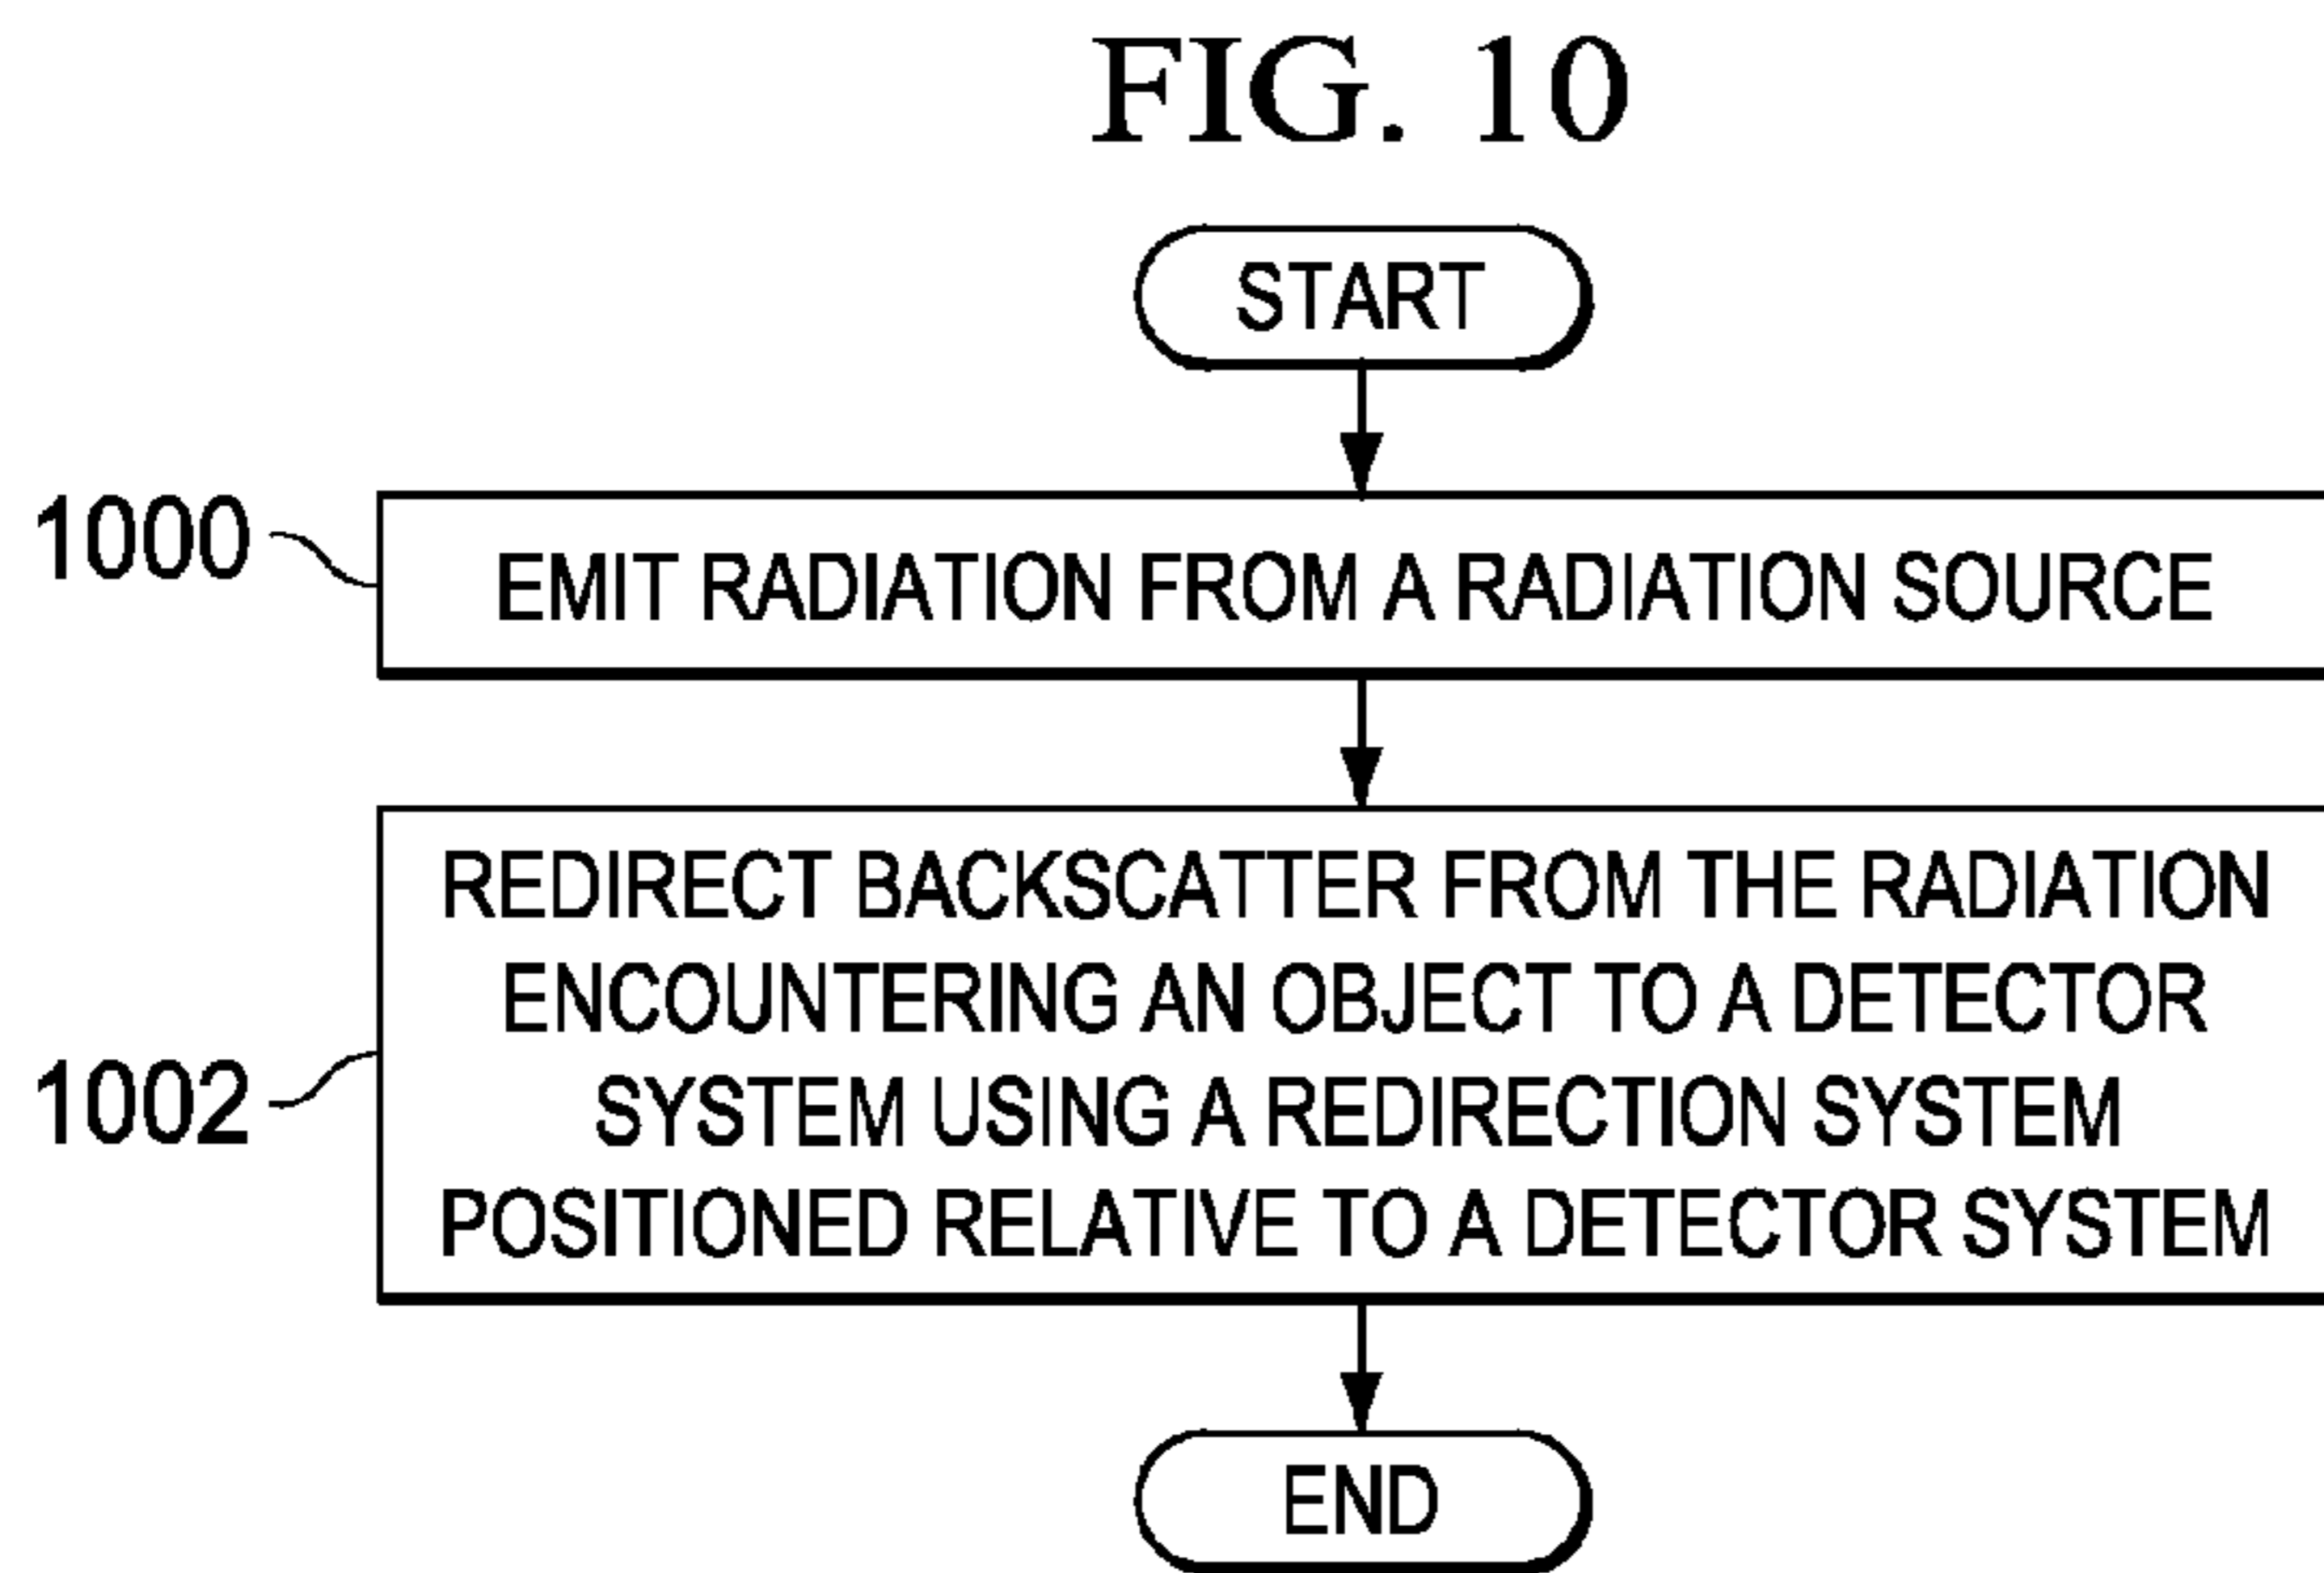 FIG. 10
START
1000
EMIT RADIATION FROM A RADIATION SOURCE
1002
REDIRECT BACKSCATTER FROM THE RADIATION
ENCOUNTERING AN OBJECT TO A DETECTOR
SYSTEM USING A REDIRECTION SYSTEM
POSITIONED RELATIVE TO A DETECTOR SYSTEM
END